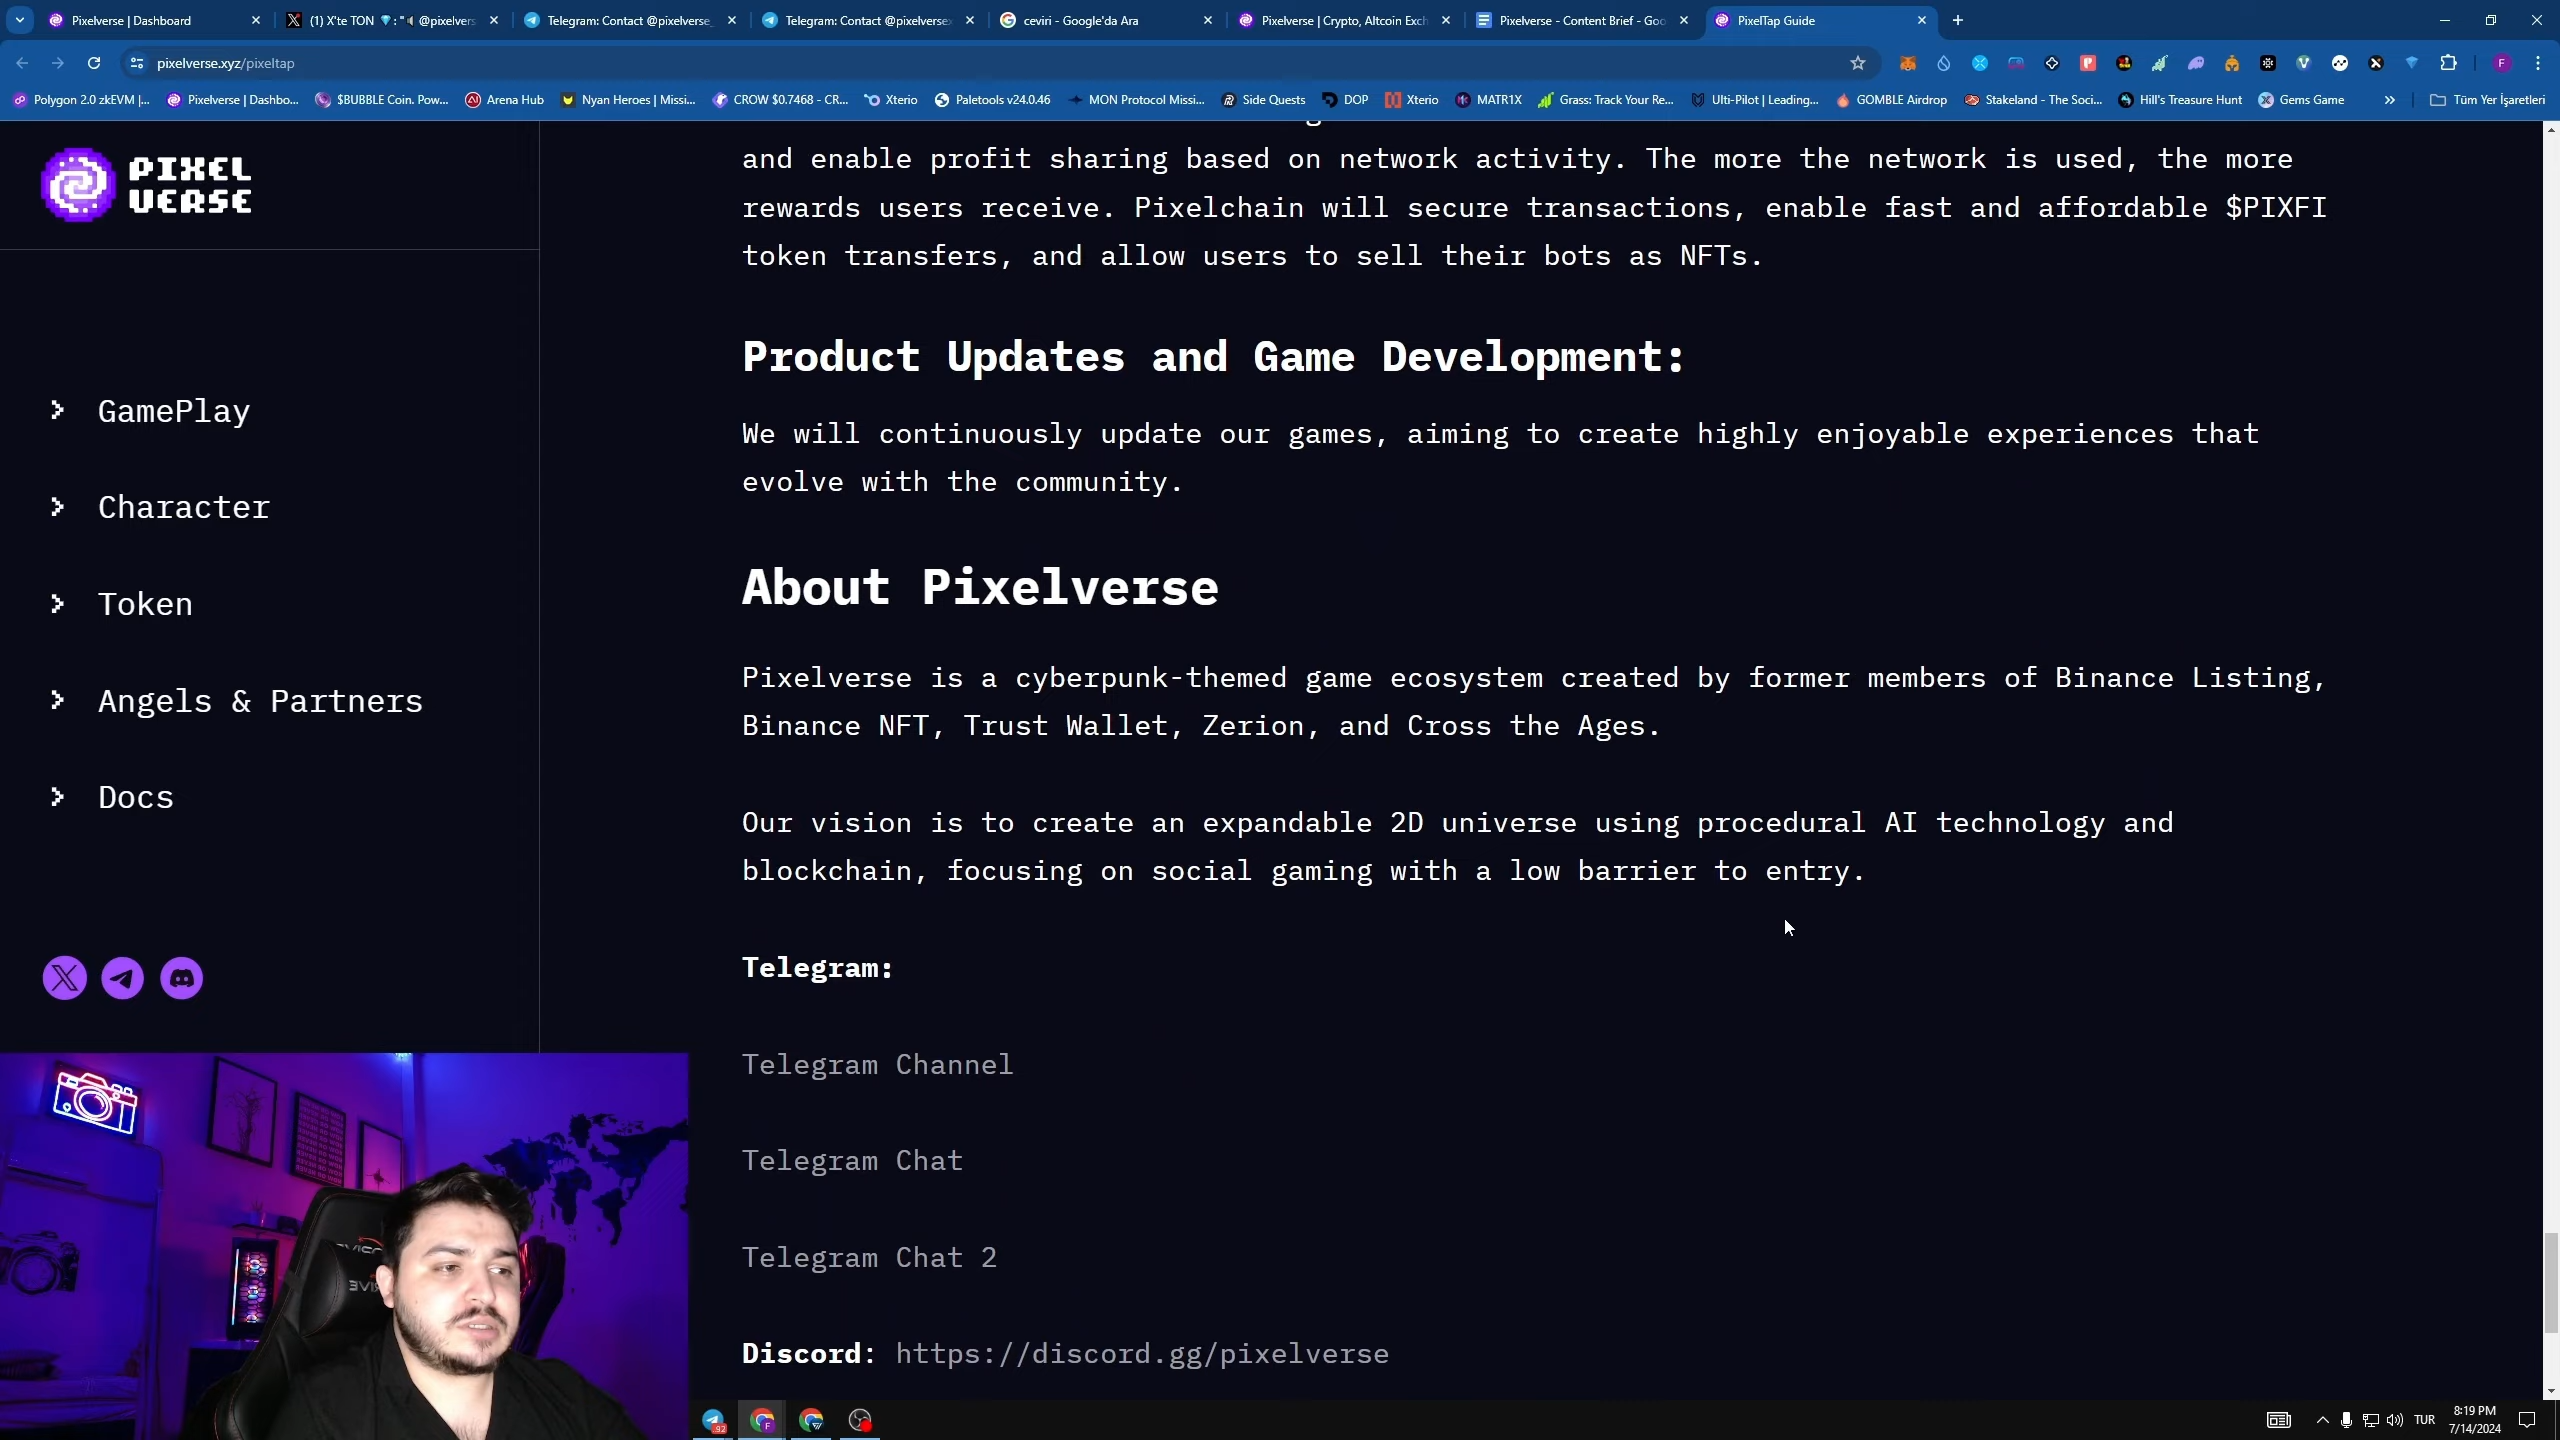 Pixelverse | Dashboard
(1) X'te TON 💎: "📢 @pixelvers
Telegram: Contact @pixelverse_
Telegram: Contact @pixelversex
ceviri - Google'da Ara
Pixelverse | Crypto, Altcoin Exch
Pixelverse - Content Brief - Goo
PixelTap Guide
pixelverse.xyz/pixeltap
Polygon 2.0 zkEVM |...
Pixelverse | Dashbo...
$BUBBLE Coin. Pow...
Arena Hub
Nyan Heroes | Missi...
CROW $0.7468 - CR...
Xterio
Paletools v24.0.46
MON Protocol Missi...
Side Quests
DOP
Xterio
MATR1X
Grass: Track Your Re...
Ulti-Pilot | Leading...
GOMBLE Airdrop
Stakeland - The Soci...
Hill's Treasure Hunt
Gems Game
Tüm Yer İşaretleri
PIXEL
VERSE
GamePlay
Character
Token
Angels & Partners
Docs
and enable profit sharing based on network activity. The more the network is used, the more
rewards users receive. Pixelchain will secure transactions, enable fast and affordable $PIXFI
token transfers, and allow users to sell their bots as NFTs.
Product Updates and Game Development:
We will continuously update our games, aiming to create highly enjoyable experiences that
evolve with the community.
About Pixelverse
Pixelverse is a cyberpunk-themed game ecosystem created by former members of Binance Listing,
Binance NFT, Trust Wallet, Zerion, and Cross the Ages.
Our vision is to create an expandable 2D universe using procedural AI technology and
blockchain, focusing on social gaming with a low barrier to entry.
Telegram:
Telegram Channel
Telegram Chat
Telegram Chat 2
Discord: https://discord.gg/pixelverse
92
TUR
8:19 PM
7/14/2024